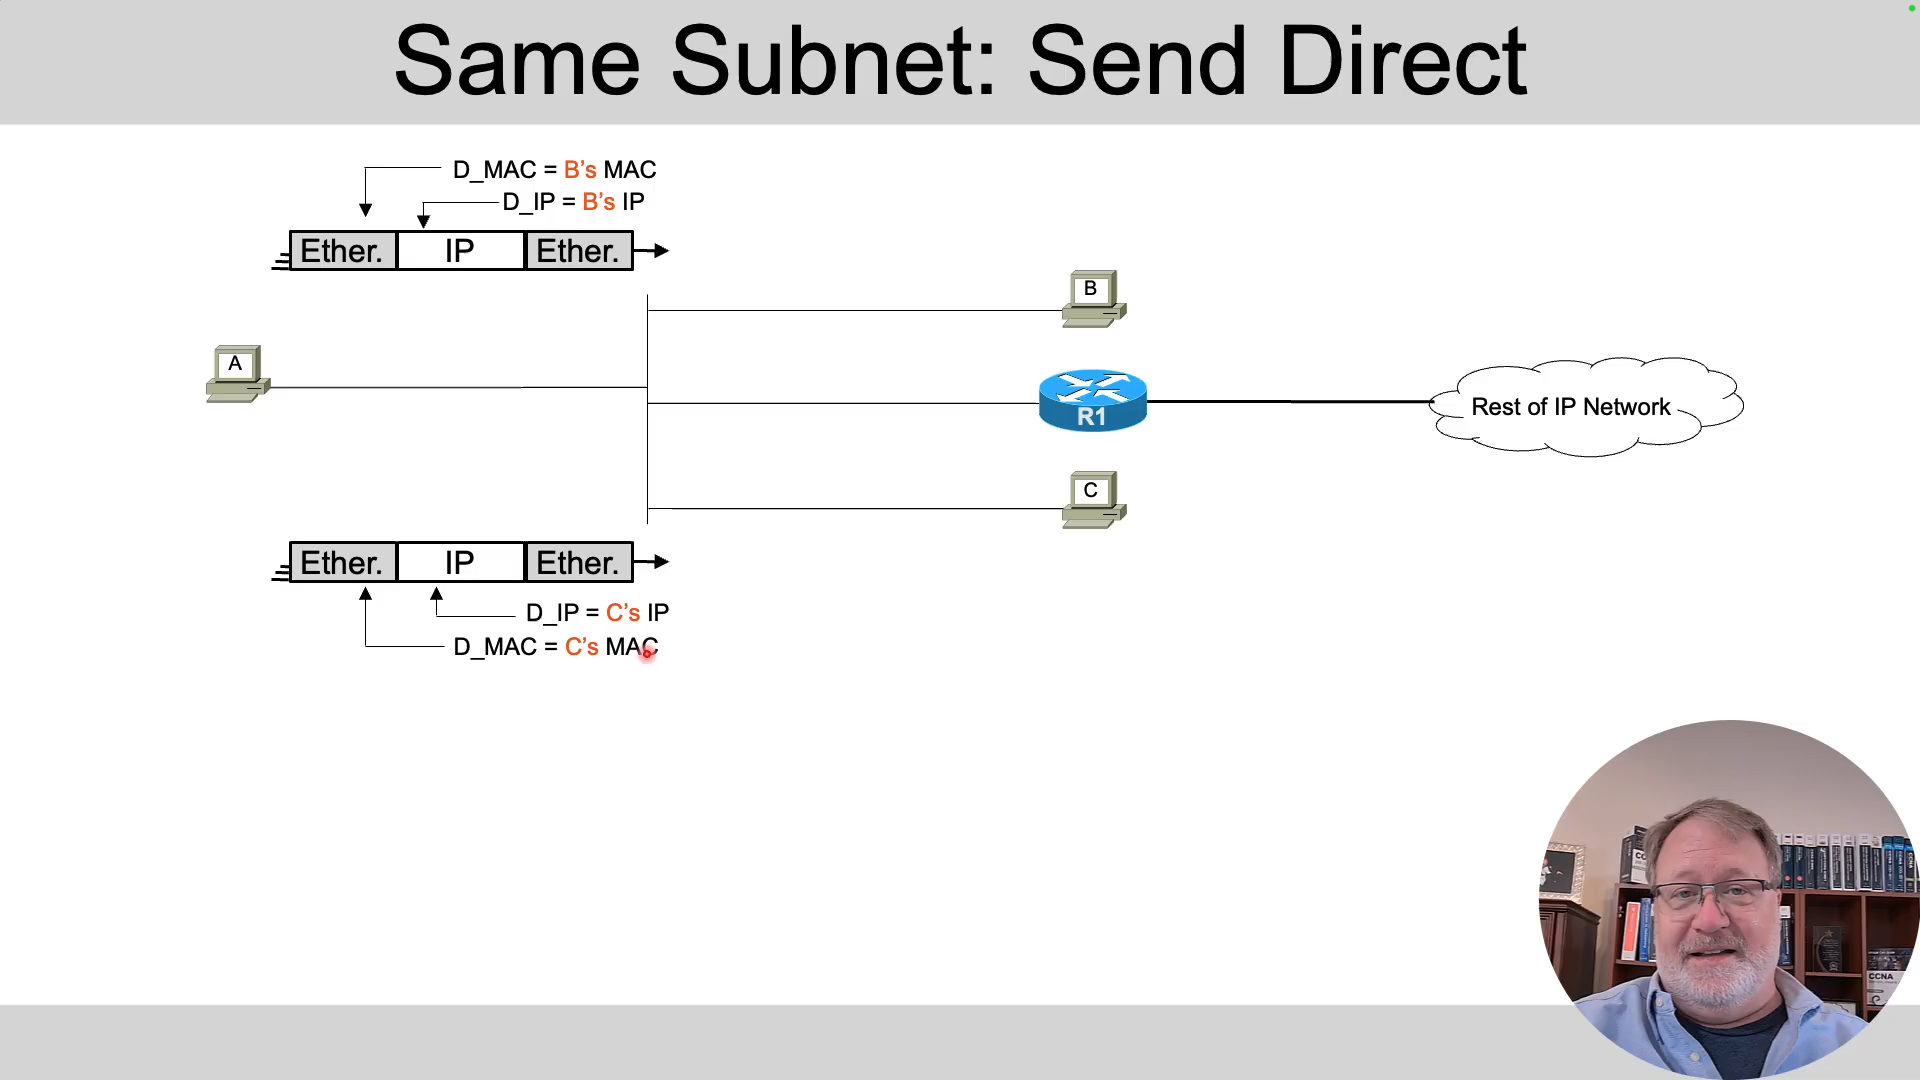 Same Subnet: Send Direct
D_MAC = B’s MAC
D_IP = B’s IP
Ether. IP Ether.
B
A
R1
Rest of IP Network
C
Ether. IP Ether.
D_IP = C’s IP
D_MAC = C’s MAC
CCNA